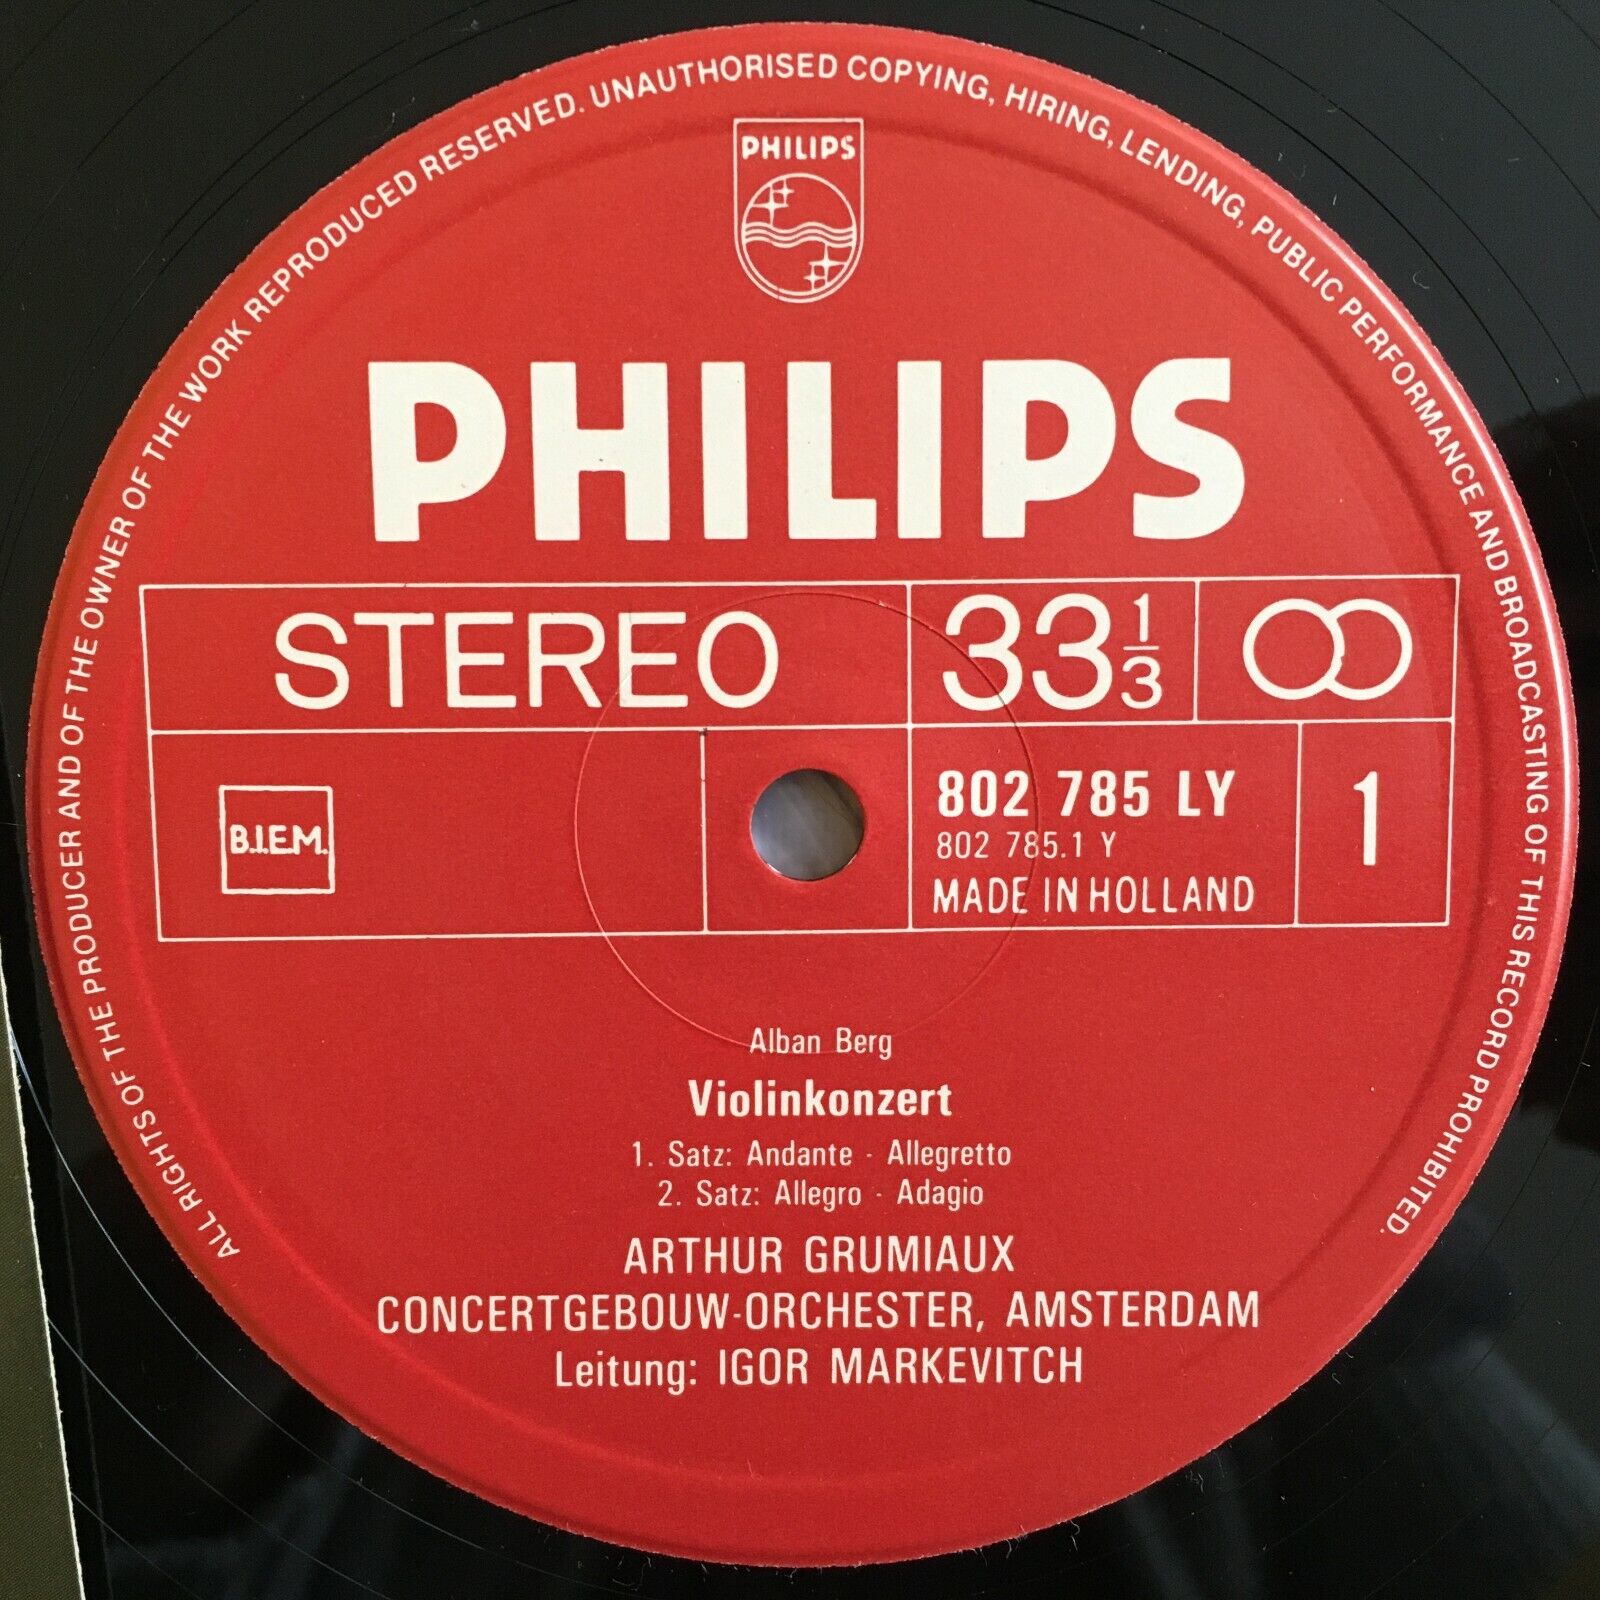 ALL RIGHTS OF THE PRODUCER AND OF THE OWNER OF THE WORK REPRODUCED RESERVED. UNAUTHORISED COPYING, HIRING, LENDING, PUBLIC PERFORMANCE AND BROADCASTING OF THIS RECORD PROHIBITED.
PHILIPS
PHILIPS
STEREO 33 1/3
B.I.E.M.
802 785 LY 1
802 785.1 Y
MADE IN HOLLAND
Alban Berg
Violinkonzert
1. Satz: Andante - Allegretto
2. Satz: Allegro - Adagio
ARTHUR GRUMIAUX
CONCERTGEBOUW-ORCHESTER, AMSTERDAM
Leitung: IGOR MARKEVITCH